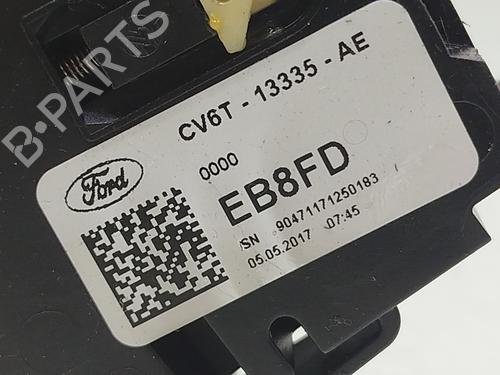 B-PARTS
CV6T - 13335 - AE
0000
Ford
EB8FD
SN 90471171250183
05.05.2017 07:45